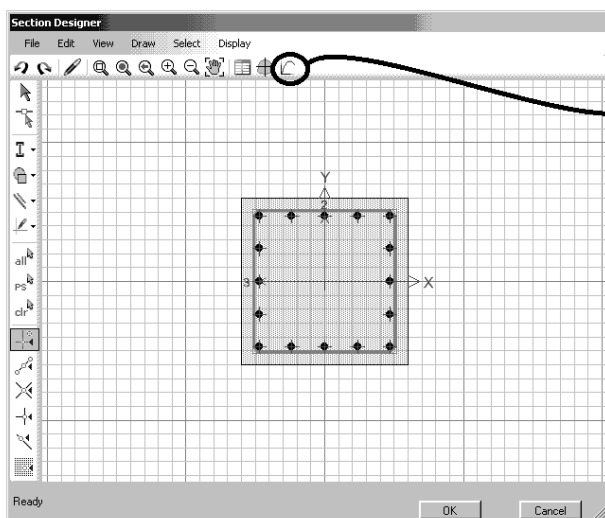 Section Designer
File Edit View Draw Select Display
all
PS
clr
Y
2
3
X
Ready
OK Cancel